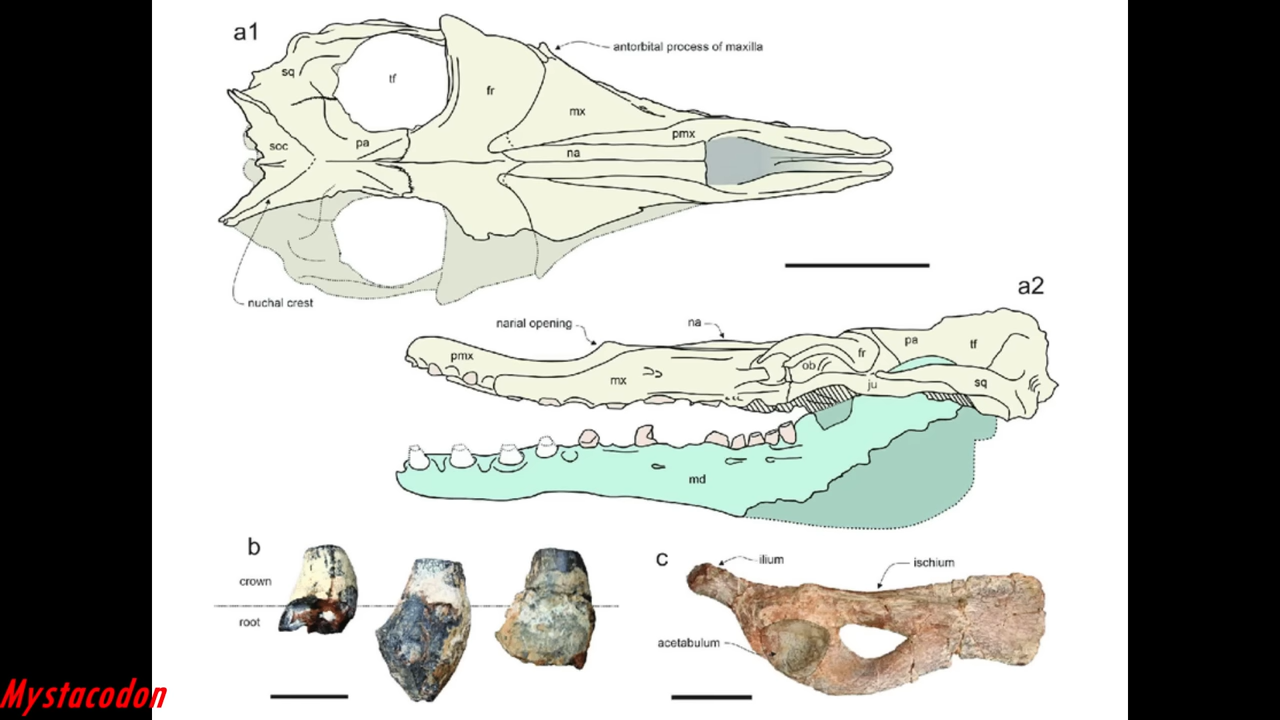 a1
antorbital process of maxilla
sq
tf
fr
mx
pmx
soc
pa
na
nuchal crest
a2
narial opening
na
pmx
mx
ob
fr
pa
tf
ju
sq
md
b
crown
root
c
ilium
ischium
acetabulum
Mystacodon